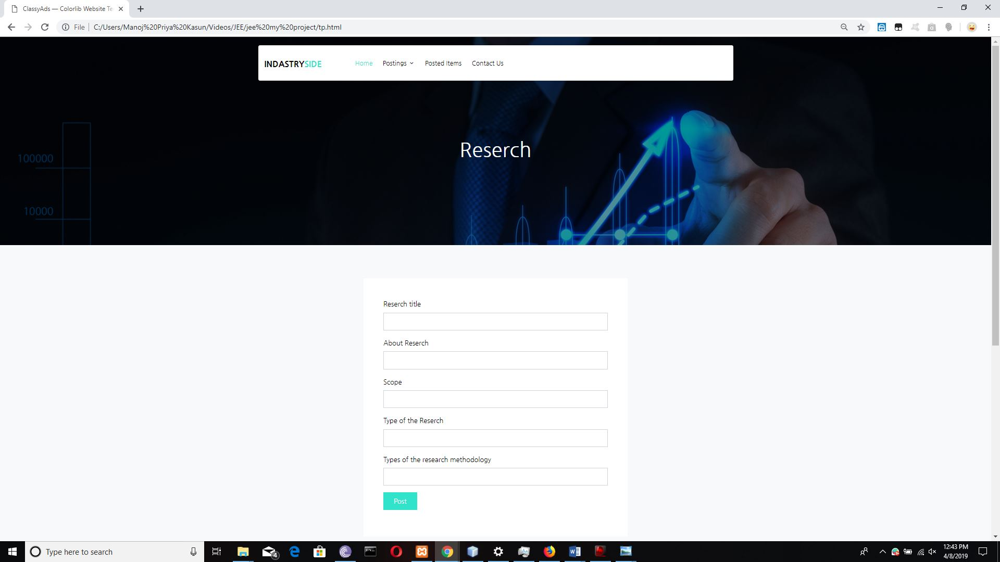 ClassyAds — Colorlib Website Te
File C:/Users/Manoj%20Priya%20Kasun/Videos/JEE/jee%20my%20project/tp.html
INDASTRYSIDE Home Postings Posted Items Contact Us
Reserch
100000
10000
Reserch title
About Reserch
Scope
Type of the Reserch
Types of the research methodology
Post
Type here to search
4
12:43 PM
4/8/2019